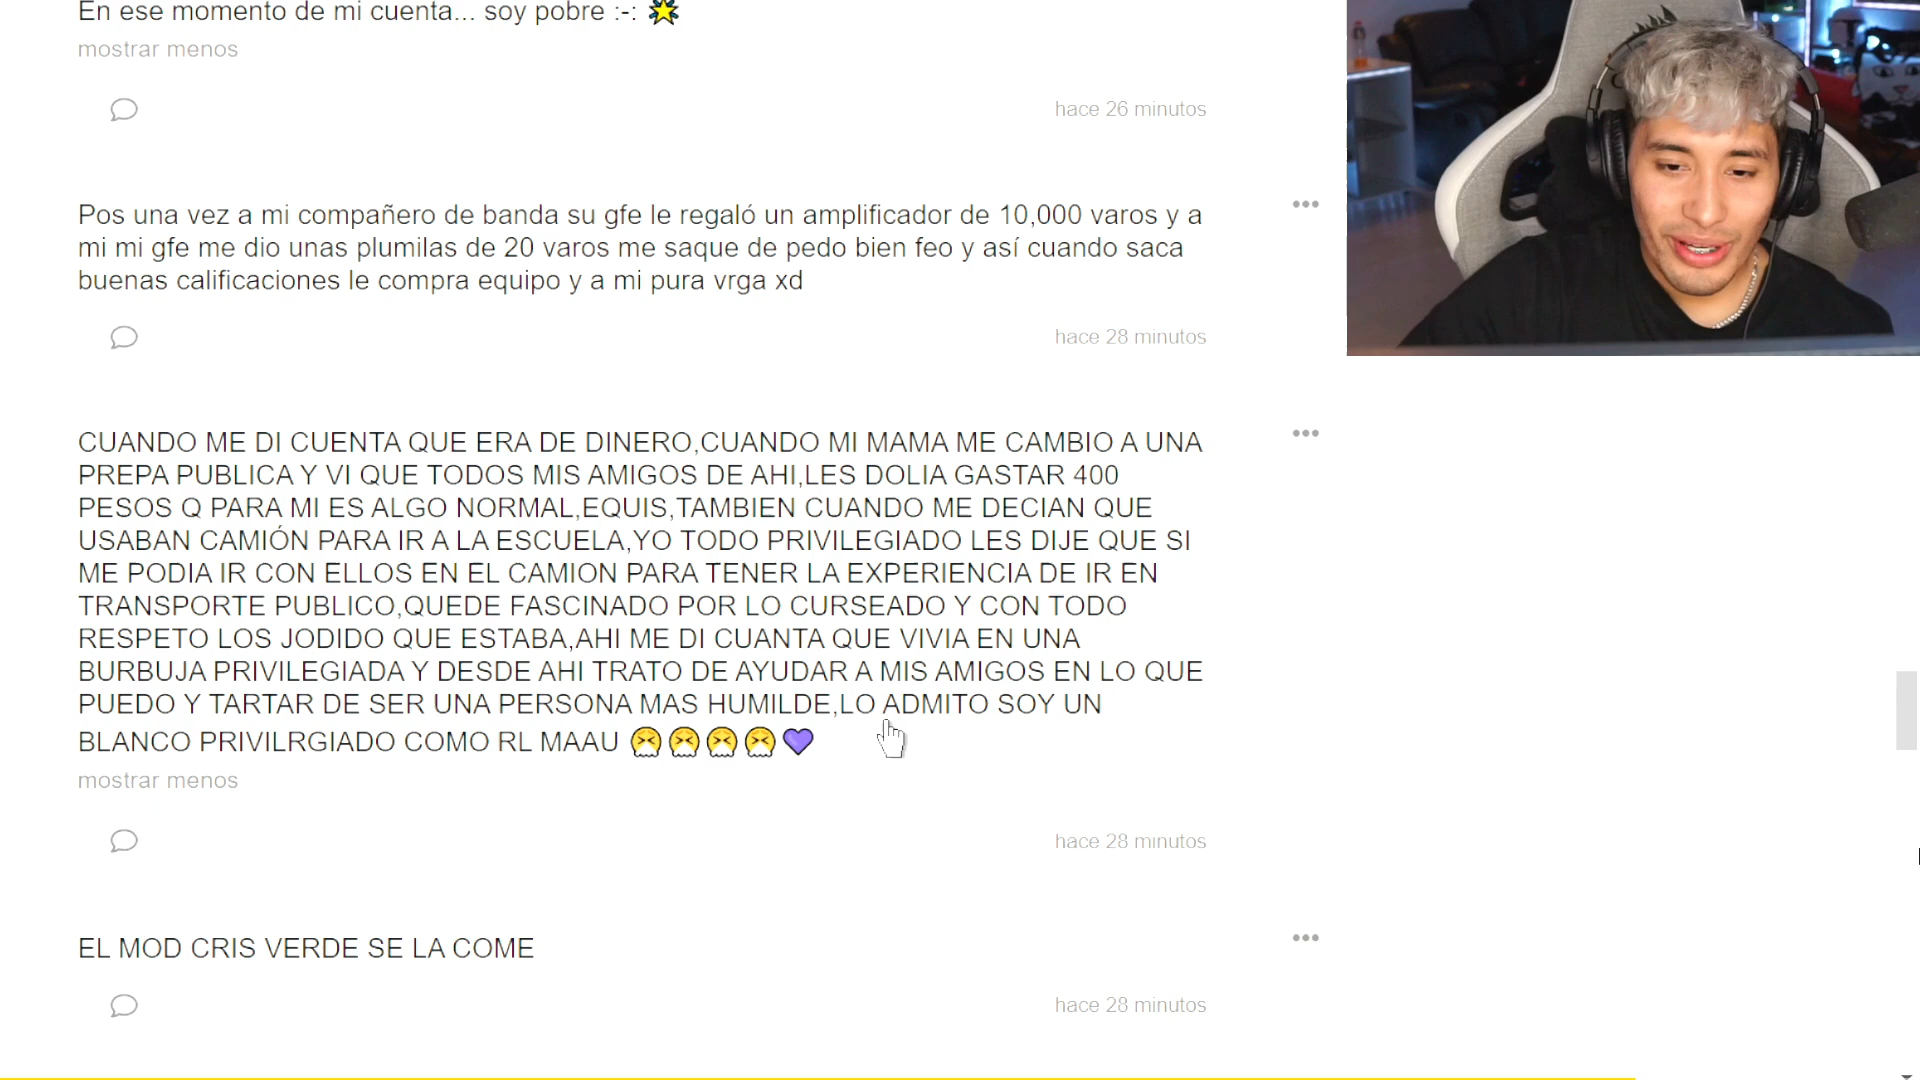 En ese momento de mi cuenta... soy pobre :-: 🌟
mostrar menos
hace 26 minutos
Pos una vez a mi compañero de banda su gfe le regaló un amplificador de 10,000 varos y a
mi mi gfe me dio unas plumilas de 20 varos me saque de pedo bien feo y así cuando saca
buenas calificaciones le compra equipo y a mi pura vrga xd
hace 28 minutos
CUANDO ME DI CUENTA QUE ERA DE DINERO,CUANDO MI MAMA ME CAMBIO A UNA
PREPA PUBLICA Y VI QUE TODOS MIS AMIGOS DE AHI,LES DOLIA GASTAR 400
PESOS Q PARA MI ES ALGO NORMAL,EQUIS,TAMBIEN CUANDO ME DECIAN QUE
USABAN CAMIÓN PARA IR A LA ESCUELA,YO TODO PRIVILEGIADO LES DIJE QUE SI
ME PODIA IR CON ELLOS EN EL CAMION PARA TENER LA EXPERIENCIA DE IR EN
TRANSPORTE PUBLICO,QUEDE FASCINADO POR LO CURSEADO Y CON TODO
RESPETO LOS JODIDO QUE ESTABA,AHI ME DI CUANTA QUE VIVIA EN UNA
BURBUJA PRIVILEGIADA Y DESDE AHI TRATO DE AYUDAR A MIS AMIGOS EN LO QUE
PUEDO Y TARTAR DE SER UNA PERSONA MAS HUMILDE,LO ADMITO SOY UN
BLANCO PRIVILRGIADO COMO RL MAAU 😤😤😤😤💜
mostrar menos
hace 28 minutos
EL MOD CRIS VERDE SE LA COME
hace 28 minutos